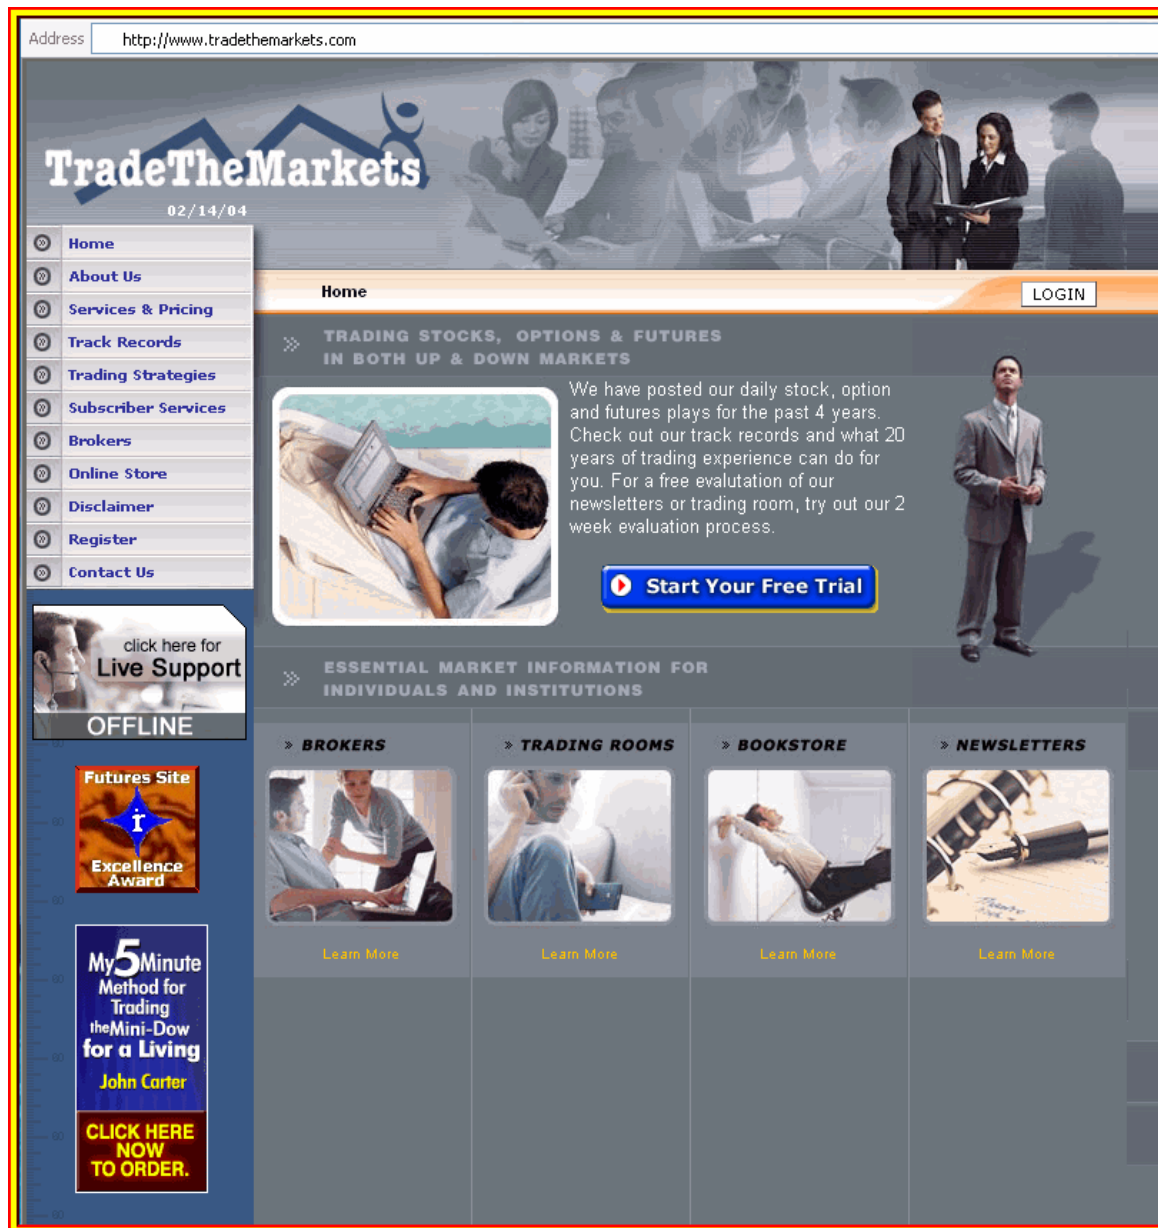 Address http://www.tradethemarkets.com
TradeTheMarkets
02/14/04
Home
About Us
Services & Pricing
Track Records
Trading Strategies
Subscriber Services
Brokers
Online Store
Disclaimer
Register
Contact Us
click here for
Live Support
OFFLINE
Futures Site
ir
Excellence
Award
My 5 Minute
Method for
Trading
the Mini-Dow
for a Living
John Carter
CLICK HERE
NOW
TO ORDER.
Home
LOGIN
TRADING STOCKS, OPTIONS & FUTURES
IN BOTH UP & DOWN MARKETS
We have posted our daily stock, option
and futures plays for the past 4 years.
Check out our track records and what 20
years of trading experience can do for
you. For a free evalutation of our
newsletters or trading room, try out our 2
week evaluation process.
Start Your Free Trial
ESSENTIAL MARKET INFORMATION FOR
INDIVIDUALS AND INSTITUTIONS
» BROKERS
» TRADING ROOMS
» BOOKSTORE
» NEWSLETTERS
Learn More
Learn More
Learn More
Learn More